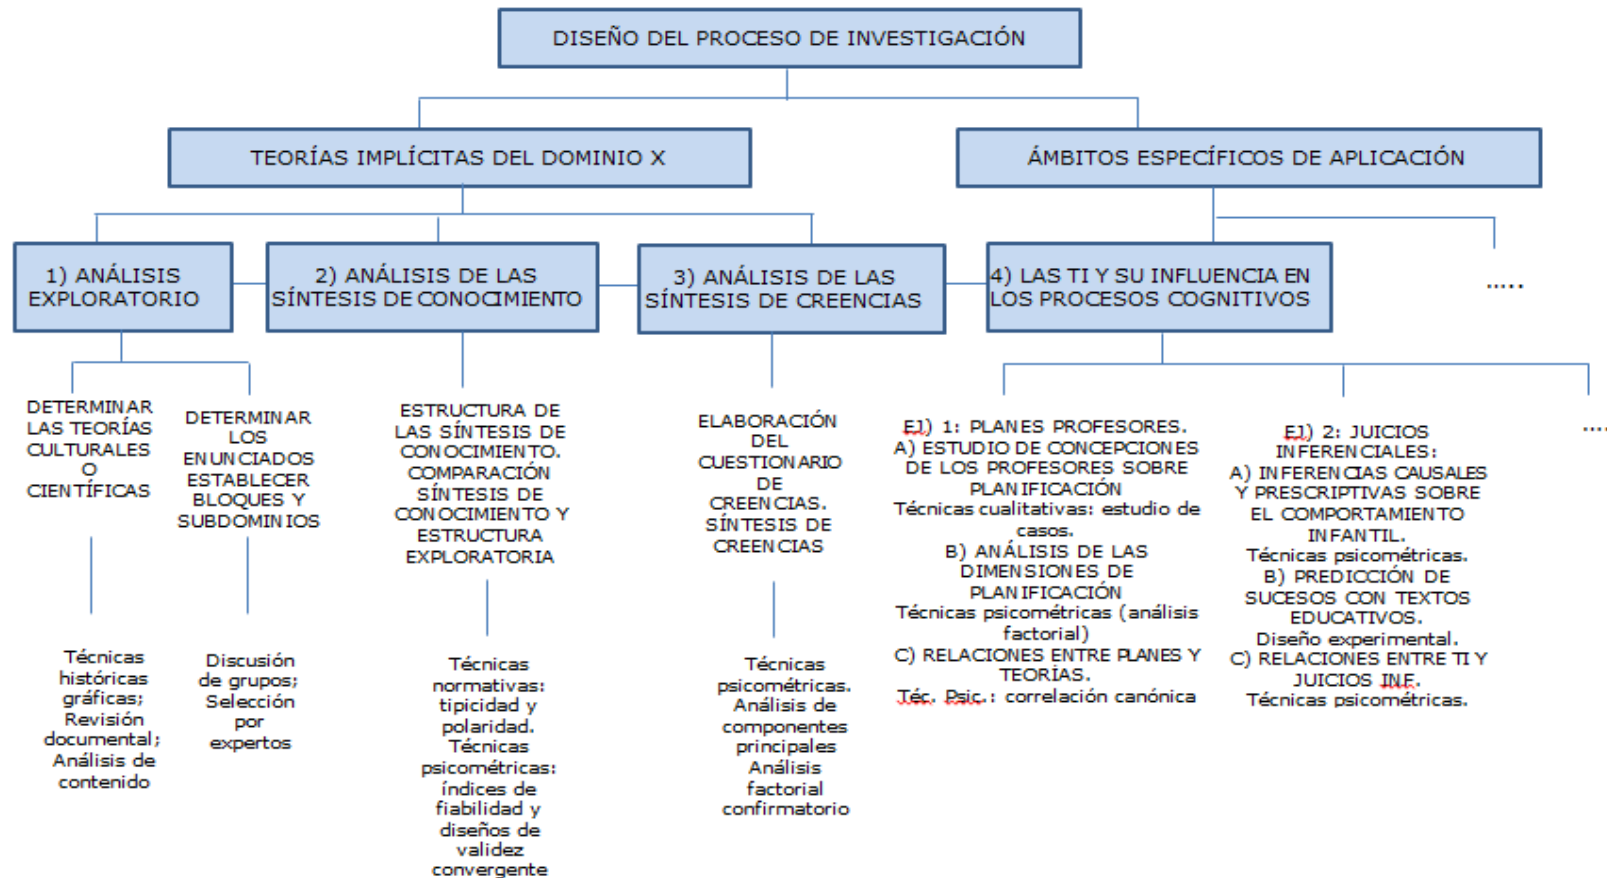 DISEÑO DEL PROCESO DE INVESTIGACIÓN
TEORÍAS IMPLÍCITAS DEL DOMINIO X
ÁMBITOS ESPECÍFICOS DE APLICACIÓN
1) ANÁLISIS
EXPLORATORIO
2) ANÁLISIS DE LAS
SÍNTESIS DE CONOCIMIENTO
3) ANÁLISIS DE LAS
SÍNTESIS DE CREENCIAS
4) LAS TI Y SU INFLUENCIA EN
LOS PROCESOS COGNITIVOS
.....
DETERMINAR
LAS TEORÍAS
CULTURALES
O
CIENTÍFICAS
DETERMINAR
LOS
ENUNCIADOS
ESTABLECER
BLOQUES Y
SUBDOMINIOS
ESTRUCTURA DE
LAS SÍNTESIS DE
CONOCIMIENTO.
COMPARACIÓN
SÍNTESIS DE
CONOCIMIENTO Y
ESTRUCTURA
EXPLORATORIA
ELABORACIÓN
DEL
CUESTIONARIO
DE
CREENCIAS.
SÍNTESIS DE
CREENCIAS
EJ) 1: PLANES PROFESORES.
A) ESTUDIO DE CONCEPCIONES
DE LOS PROFESORES SOBRE
PLANIFICACIÓN
Técnicas cualitativas: estudio de
casos.
B) ANÁLISIS DE LAS
DIMENSIONES DE
PLANIFICACIÓN
Técnicas psicométricas (análisis
factorial)
C) RELACIONES ENTRE PLANES Y
TEORÍAS.
Téc. Psic.: correlación canónica
EJ) 2: JUICIOS
INFERENCIALES:
A) INFERENCIAS CAUSALES
Y PRESCRIPTIVAS SOBRE
EL COMPORTAMIENTO
INFANTIL.
Técnicas psicométricas.
B) PREDICCIÓN DE
SUCESOS CON TEXTOS
EDUCATIVOS.
Diseño experimental.
C) RELACIONES ENTRE TI Y
JUICIOS INF.
Técnicas psicométricas.
....
Técnicas
históricas
gráficas;
Revisión
documental;
Análisis de
contenido
Discusión
de grupos;
Selección
por
expertos
Técnicas
normativas:
tipicidad y
polaridad.
Técnicas
psicométricas:
índices de
fiabilidad y
diseños de
validez
convergente
Técnicas
psicométricas.
Análisis de
componentes
principales
Análisis
factorial
confirmatorio